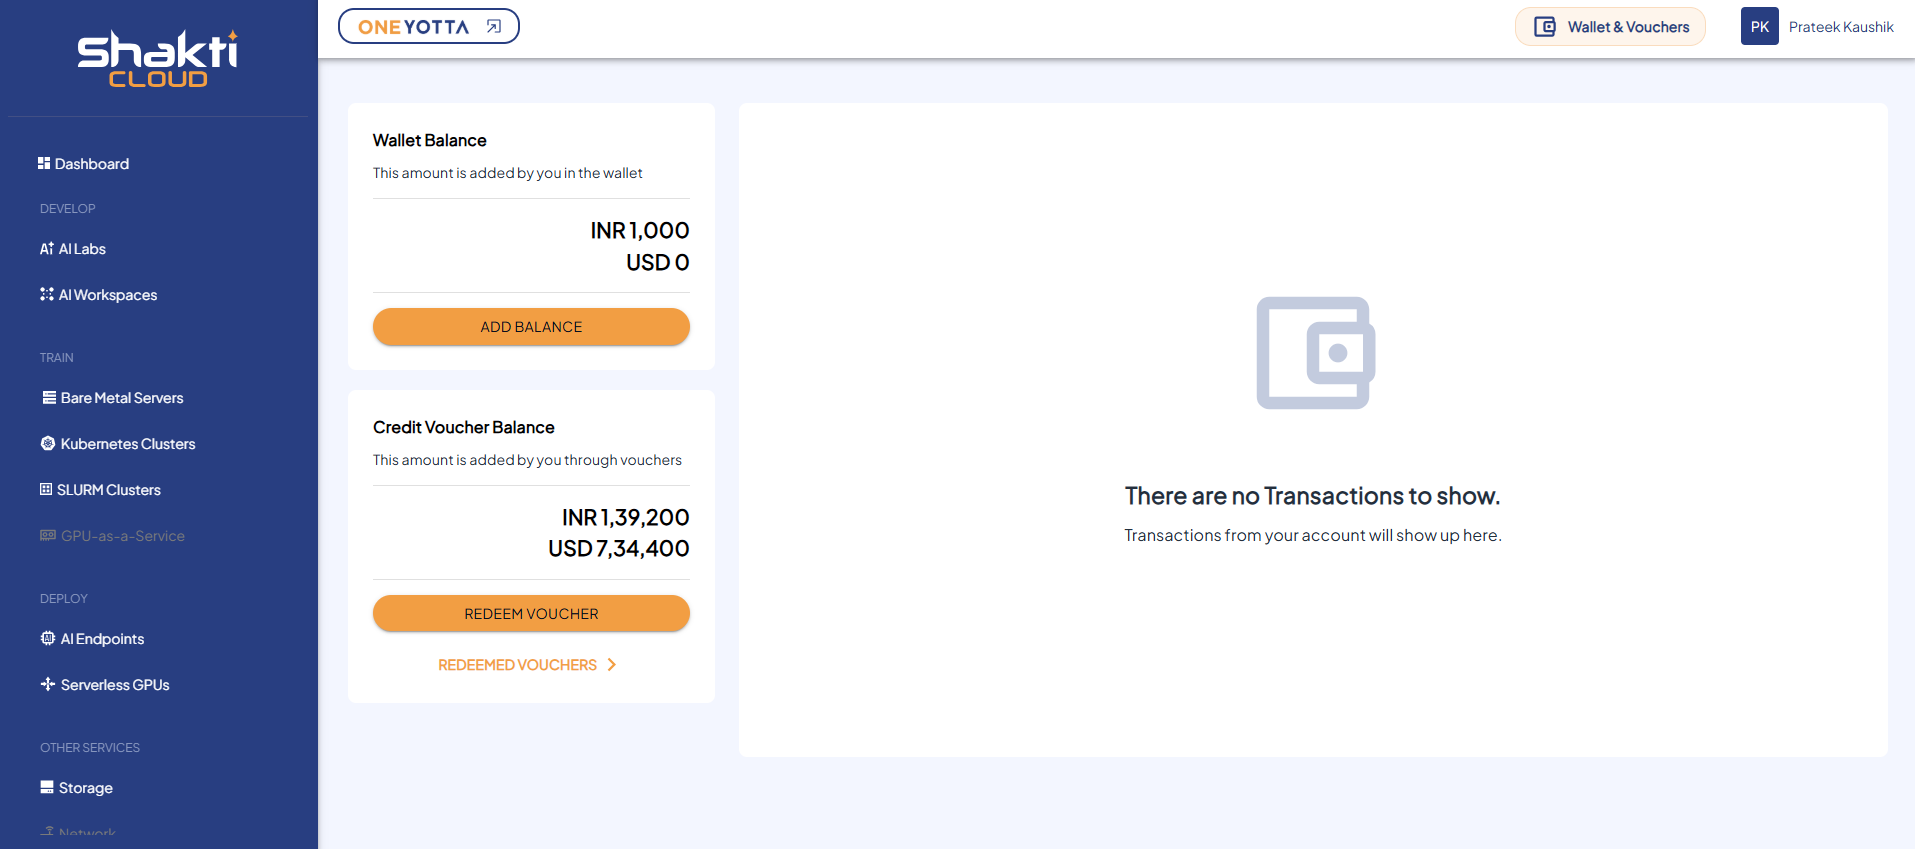 Shakti
CLOUD
Dashboard
DEVELOP
AI Labs
AI Workspaces
TRAIN
Bare Metal Servers
Kubernetes Clusters
SLURM Clusters
GPU-as-a-Service
DEPLOY
AI Endpoints
Serverless GPUs
OTHER SERVICES
Storage
Network
ONEYOTTA
Wallet & Vouchers
PK
Prateek Kaushik
Wallet Balance
This amount is added by you in the wallet
INR 1,000
USD 0
ADD BALANCE
Credit Voucher Balance
This amount is added by you through vouchers
INR 1,39,200
USD 7,34,400
REDEEM VOUCHER
REDEEMED VOUCHERS
There are no Transactions to show.
Transactions from your account will show up here.